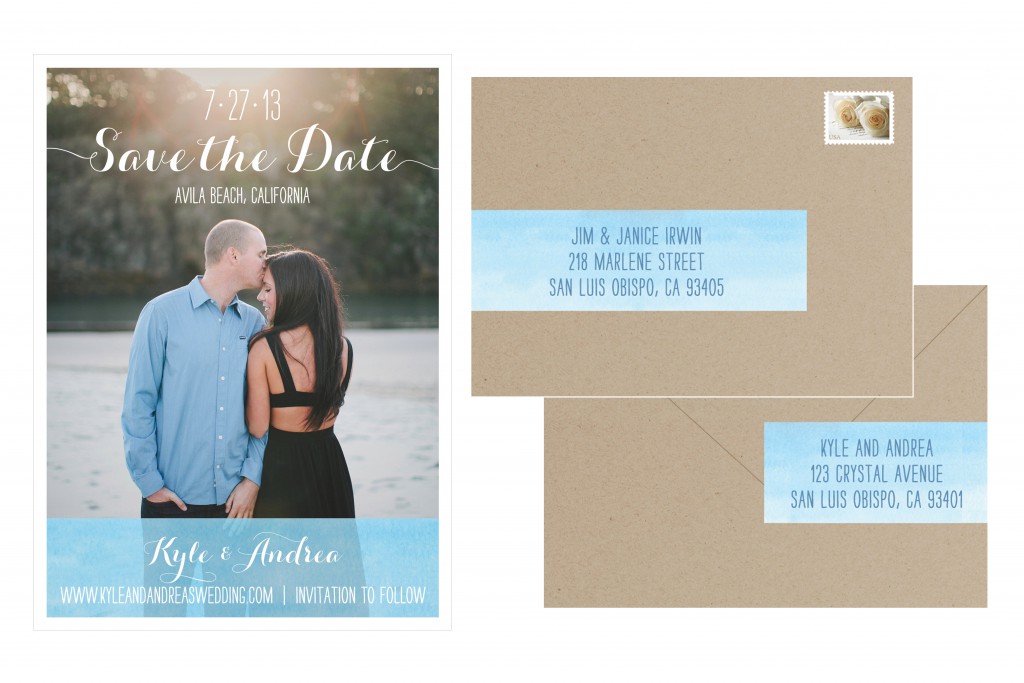 7·27·13
Save the Date
AVILA BEACH, CALIFORNIA
Kyle & Andrea
WWW.KYLEANDANDREASWEDDING.COM | INVITATION TO FOLLOW
JIM & JANICE IRWIN
218 MARLENE STREET
SAN LUIS OBISPO, CA 93405
KYLE AND ANDREA
123 CRYSTAL AVENUE
SAN LUIS OBISPO, CA 93401